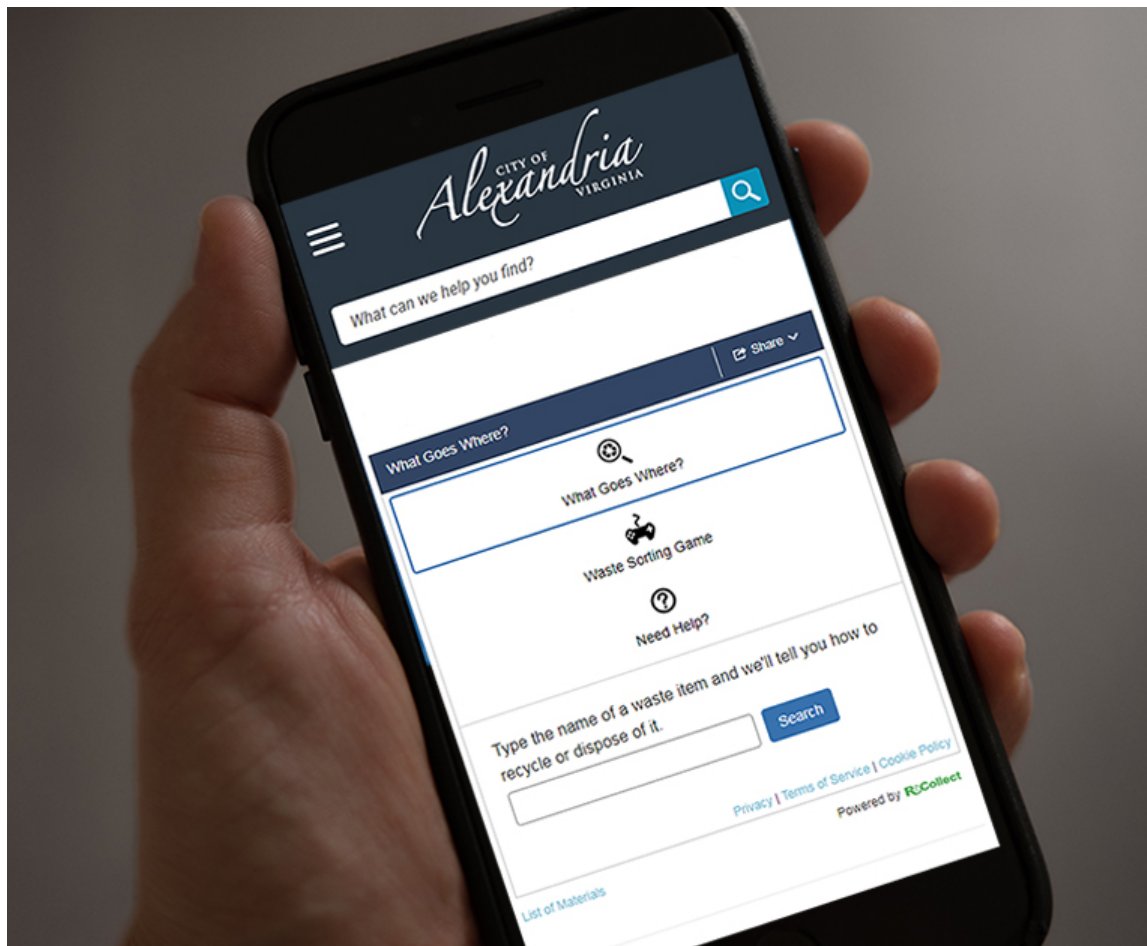 CITY OF
Alexandria
VIRGINIA
What can we help you find?
What Goes Where?
Share
What Goes Where?
Waste Sorting Game
Need Help?
Type the name of a waste item and we'll tell you how to
recycle or dispose of it.
Search
Privacy | Terms of Service | Cookie Policy
Powered by ReCollect
List of Materials